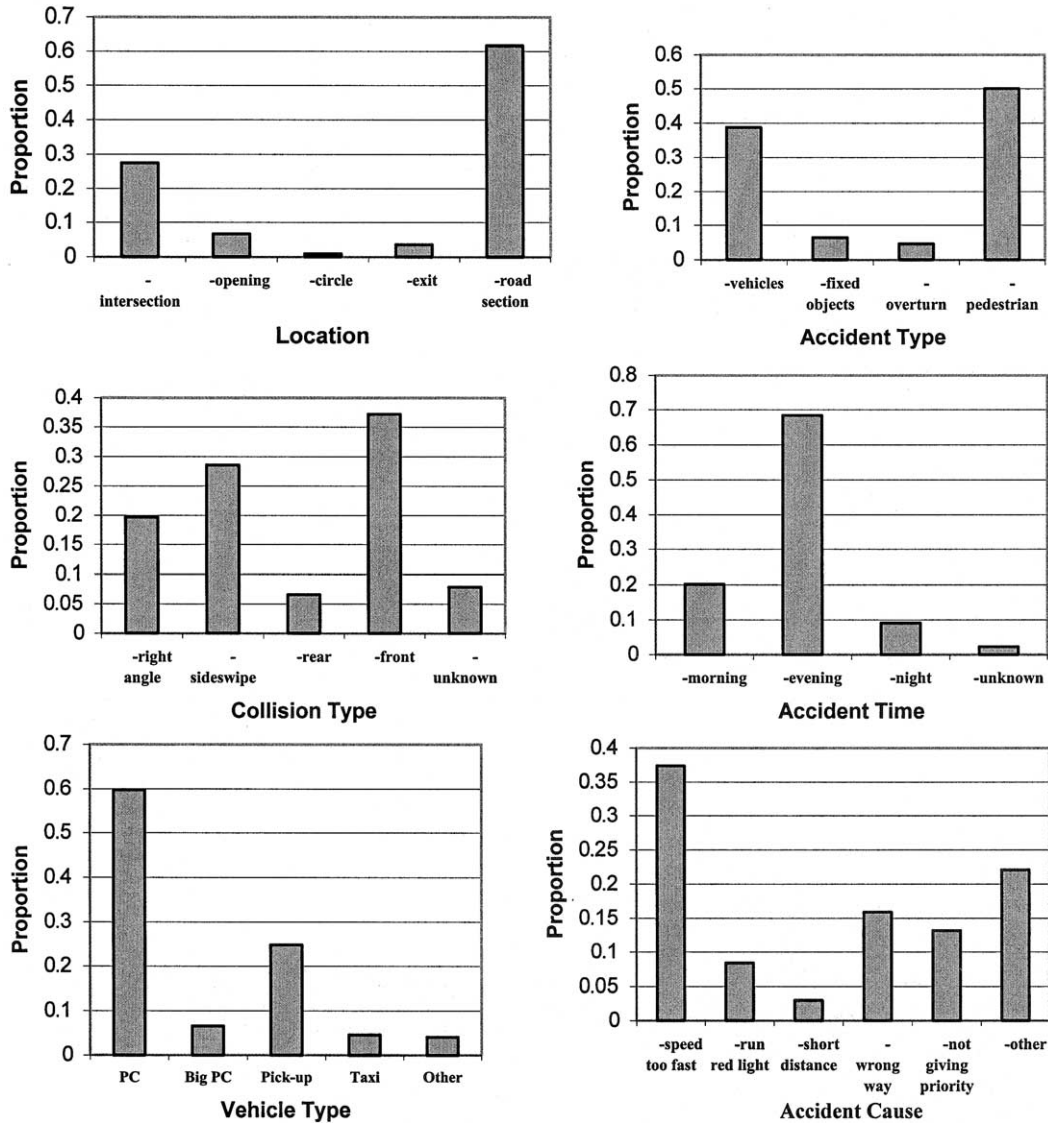 0.7
0.6
0.5
0.4
0.3
0.2
0.1
0
Proportion
- -opening -circle -exit -road
intersection section
Location
0.6
0.5
0.4
0.3
0.2
0.1
0
Proportion
-vehicles -fixed - -
objects overturn pedestrian
Accident Type
0.4
0.35
0.3
0.25
0.2
0.15
0.1
0.05
0
Proportion
-right - -rear -front -
angle sideswipe unknown
Collision Type
0.8
0.7
0.6
0.5
0.4
0.3
0.2
0.1
0
Proportion
-morning -evening -night -unknown
Accident Time
0.7
0.6
0.5
0.4
0.3
0.2
0.1
0
Proportion
PC Big PC Pick-up Taxi Other
Vehicle Type
0.4
0.35
0.3
0.25
0.2
0.15
0.1
0.05
0
Proportion
-speed -run -short - -not -other
too fast red light distance wrong giving
way priority
Accident Cause